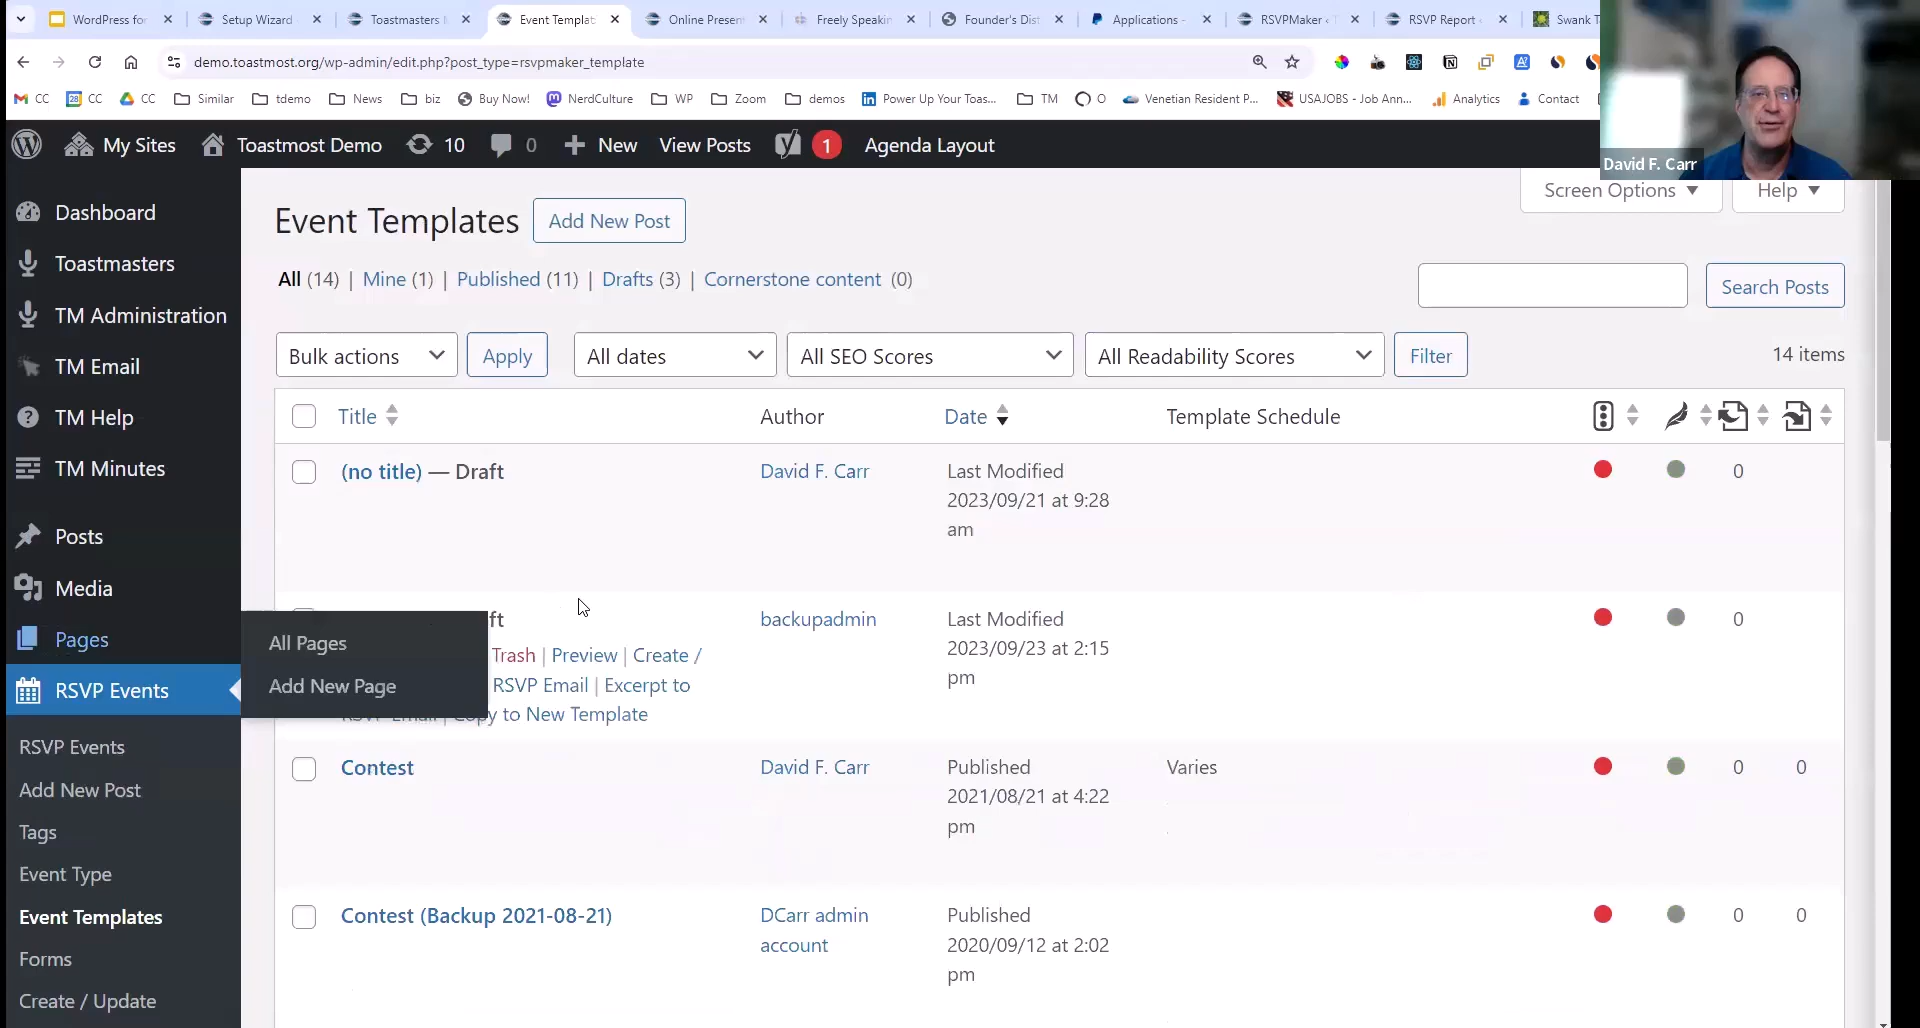 WordPress for
Setup Wizard
Toastmasters
Event Templat
Online Presen
Freely Speakin
Founder's Dist
Applications -
RSVPMaker ‹
RSVP Report
Swank T
demo.toastmost.org/wp-admin/edit.php?post_type=rsvpmaker_template
CC
CC
CC
Similar
tdemo
News
biz
Buy Now!
NerdCulture
WP
Zoom
demos
Power Up Your Toas...
TM
O
Venetian Resident P...
USAJOBS - Job Ann...
Analytics
Contact
David F. Carr
My Sites
Toastmost Demo
10
0
New
View Posts
1
Agenda Layout
Dashboard
Toastmasters
TM Administration
TM Email
TM Help
TM Minutes
Posts
Media
Pages
All Pages
Add New Page
RSVP Events
RSVP Events
Add New Post
Tags
Event Type
Event Templates
Forms
Create / Update
Screen Options
Help
Event Templates
Add New Post
All (14) | Mine (1) | Published (11) | Drafts (3) | Cornerstone content (0)
Search Posts
Bulk actions
Apply
All dates
All SEO Scores
All Readability Scores
Filter
14 items
Title
Author
Date
Template Schedule
(no title) — Draft
David F. Carr
Last Modified
2023/09/21 at 9:28
am
0
ft
Trash | Preview | Create /
RSVP Email | Excerpt to
RSVP Email | Copy to New Template
backupadmin
Last Modified
2023/09/23 at 2:15
pm
0
Contest
David F. Carr
Published
2021/08/21 at 4:22
pm
Varies
0
0
Contest (Backup 2021-08-21)
DCarr admin
account
Published
2020/09/12 at 2:02
pm
0
0